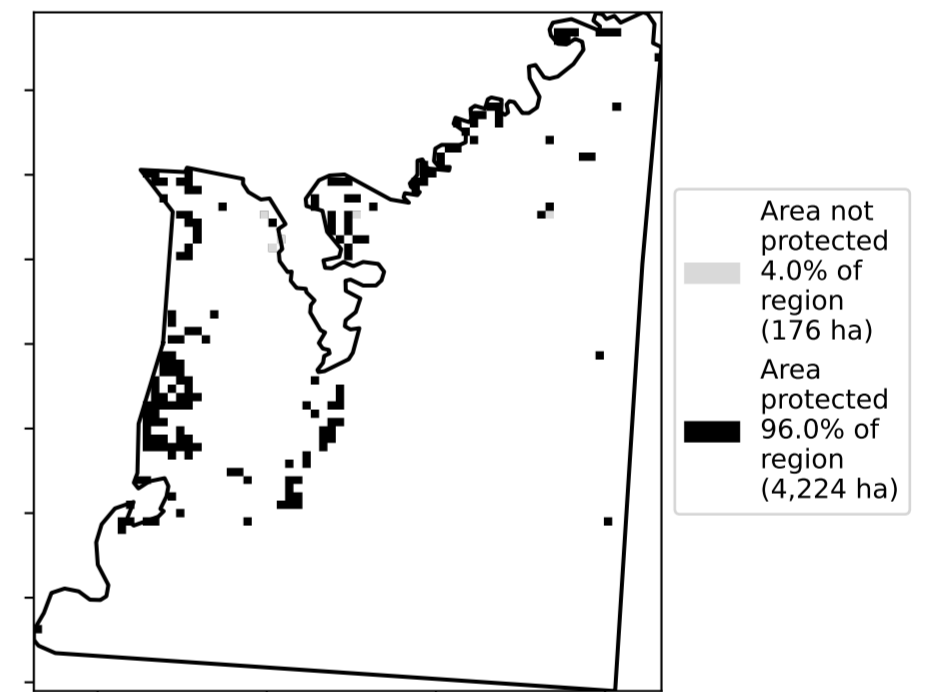 Area not
protected
4.0% of
region
(176 ha)
Area
protected
96.0% of
region
(4,224 ha)